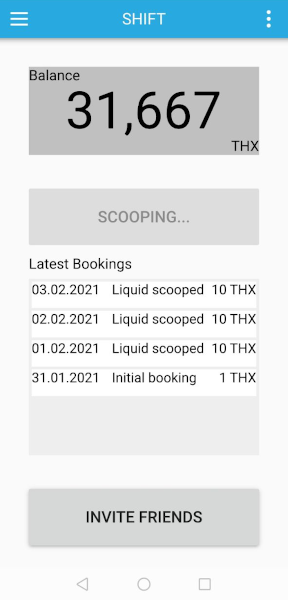 SHIFT
Balance
31,667
THX
SCOOPING...
Latest Bookings
03.02.2021 Liquid scooped 10 THX
02.02.2021 Liquid scooped 10 THX
01.02.2021 Liquid scooped 10 THX
31.01.2021 Initial booking 1 THX
INVITE FRIENDS